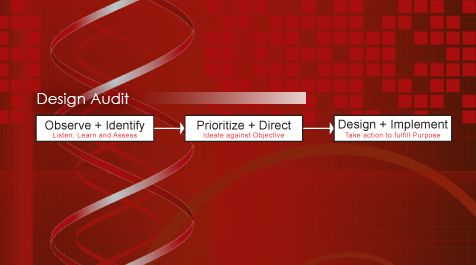 Design Audit
Observe + Identify
Listen, Learn and Assess
Prioritize + Direct
Ideate against Objective
Design + Implement
Take action to fulfill Purpose